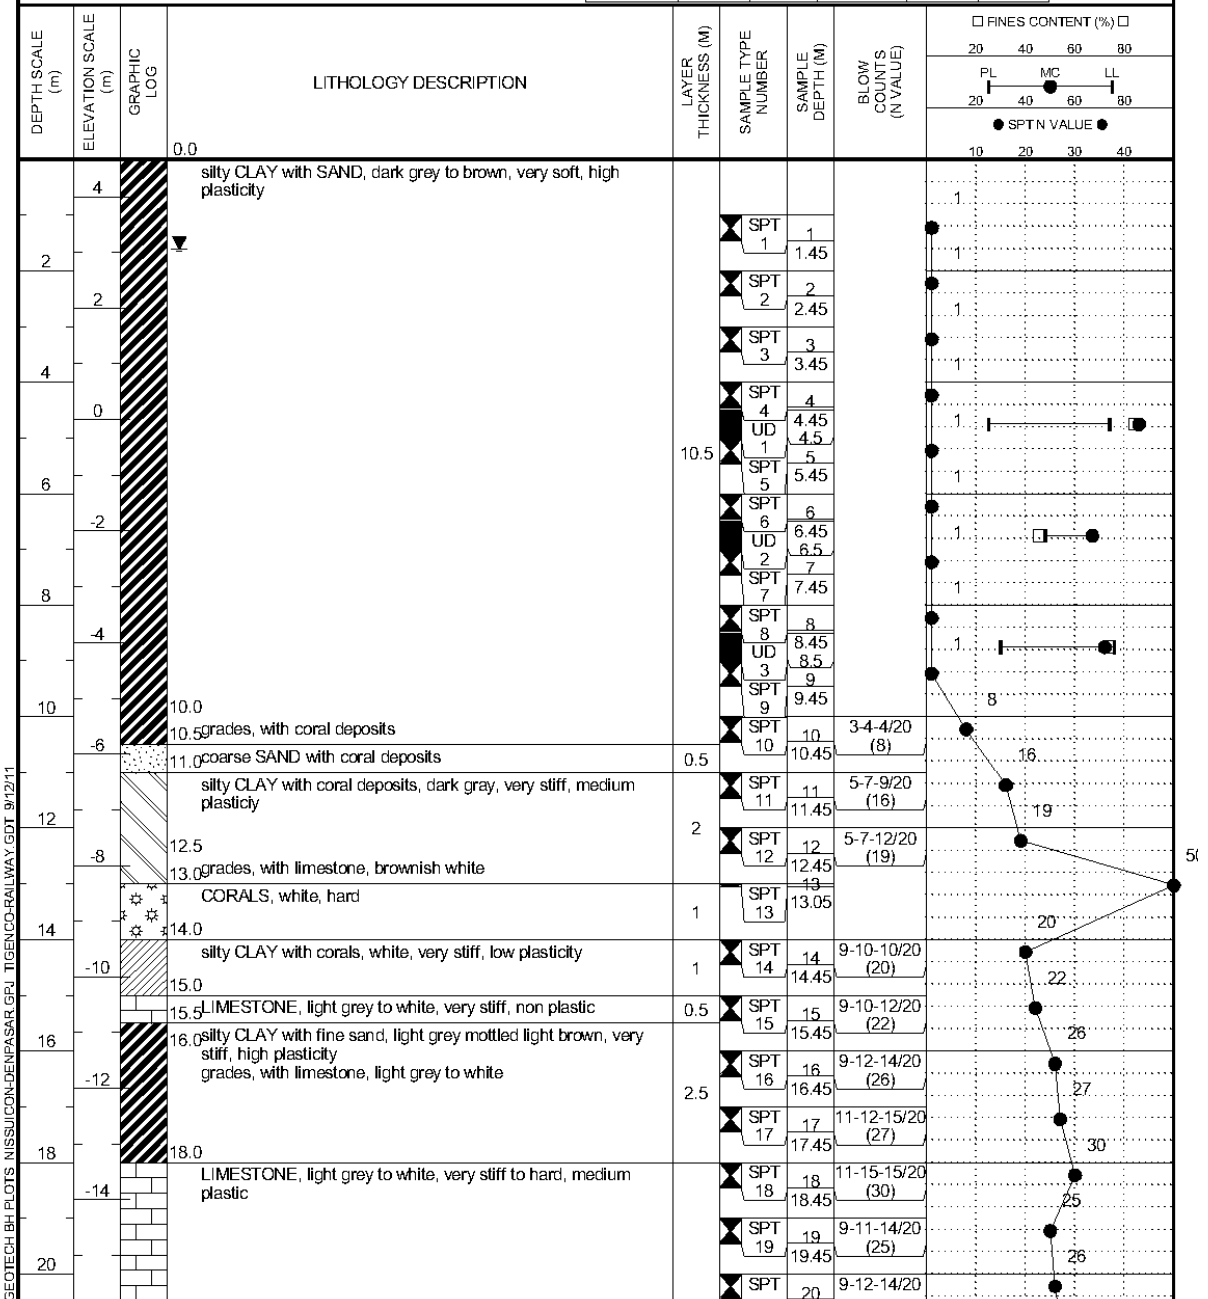 DEPTH SCALE (m)
ELEVATION SCALE (m)
GRAPHIC LOG
LITHOLOGY DESCRIPTION
LAYER THICKNESS (M)
SAMPLE TYPE NUMBER
SAMPLE DEPTH (M)
BLOW COUNTS (N VALUE)
□ FINES CONTENT (%) □
20 40 60 80
PL MC LL
20 40 60 80
● SPT N VALUE ●
10 20 30 40
0.0
silty CLAY with SAND, dark grey to brown, very soft, high
plasticity
4
1
SPT 1 1 1.45
1
2
SPT 2 2 2.45
2
1
SPT 3 3 3.45
1
4
SPT 4 4 4.45
0
UD 1 4.5
1
10.5
SPT 5 5 5.45
1
6
SPT 6 6 6.45
-2
UD 2 6.5
1
SPT 7 7 7.45
1
8
SPT 8 8 8.45
-4
UD 3 8.5
1
SPT 9 9 9.45
8
10.0
10
10.5 grades, with coral deposits
SPT 10 10 10.45 3-4-4/20 (8)
-6
11.0 coarse SAND with coral deposits
0.5
16
silty CLAY with coral deposits, dark gray, very stiff, medium
plasticiy
SPT 11 11 11.45 5-7-9/20 (16)
19
12
2
12.5
SPT 12 12 12.45 5-7-12/20 (19)
-8
13.0 grades, with limestone, brownish white
50
CORALS, white, hard
SPT 13 13 13.05
1
20
14
14.0
silty CLAY with corals, white, very stiff, low plasticity
SPT 14 14 14.45 9-10-10/20 (20)
-10
1
22
15.0
15.5 LIMESTONE, light grey to white, very stiff, non plastic
0.5
SPT 15 15 15.45 9-10-12/20 (22)
26
16
16.0 silty CLAY with fine sand, light grey mottled light brown, very
stiff, high plasticity
grades, with limestone, light grey to white
SPT 16 16 16.45 9-12-14/20 (26)
-12
2.5
27
SPT 17 17 17.45 11-12-15/20 (27)
30
18
18.0
LIMESTONE, light grey to white, very stiff to hard, medium
plastic
SPT 18 18 18.45 11-15-15/20 (30)
-14
25
SPT 19 19 19.45 9-11-14/20 (25)
26
20
SPT 20 9-12-14/20
GEOTECH BH PLOTS NISSUICON-DENPASAR.GPJ TIGENCO-RAILWAY.GDT 9/12/11